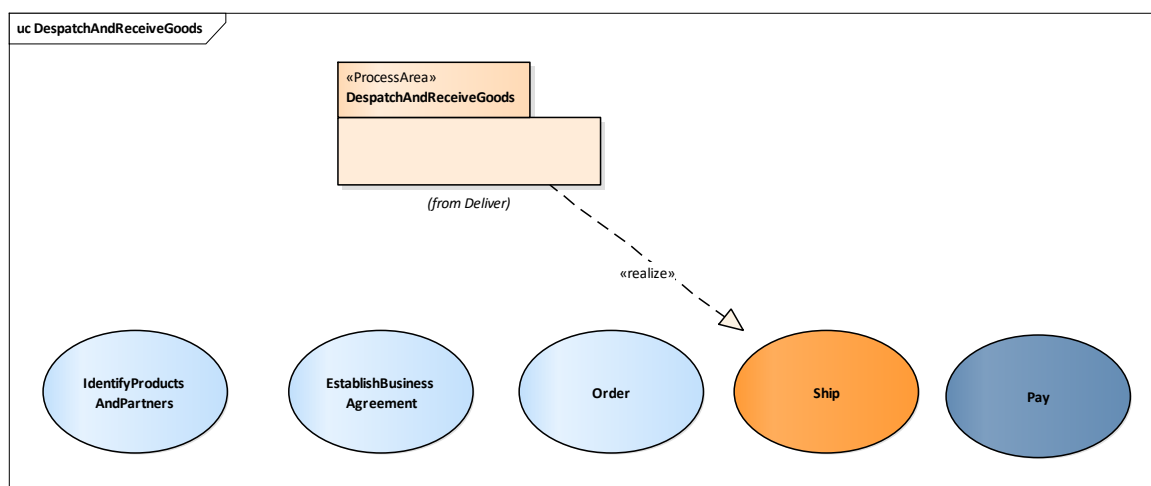 uc DespatchAndReceiveGoods
«ProcessArea»
DespatchAndReceiveGoods
(from Deliver)
«realize»
IdentifyProducts
AndPartners
EstablishBusiness
Agreement
Order
Ship
Pay